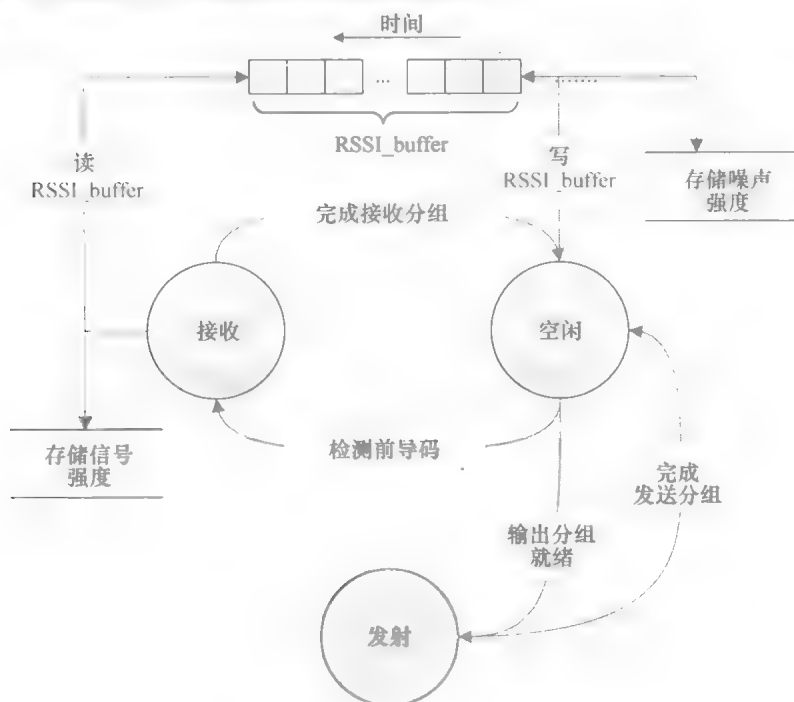 时间
...
.......
RSSI_buffer
读
RSSI_buffer
写
RSSI_buffer
存储噪声
强度
完成接收分组
接收
空闲
检测前导码
存储信号
强度
完成
发送分组
输出分组
就绪
发射